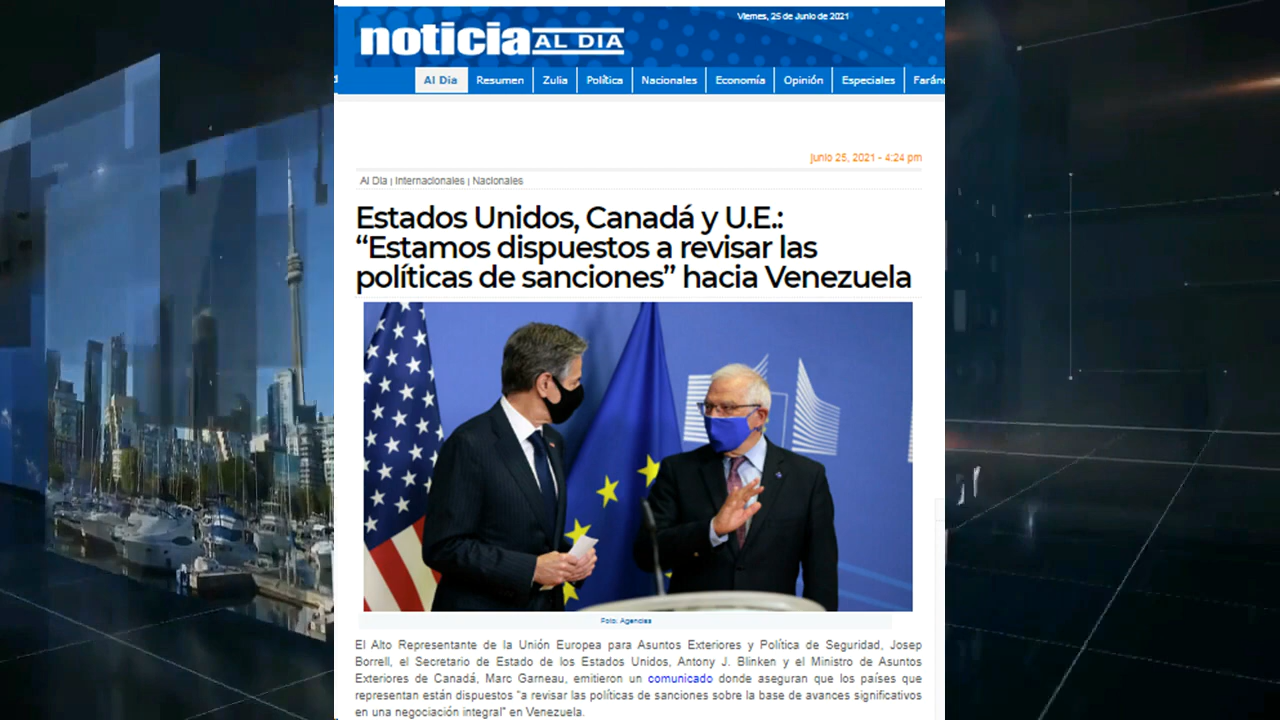 Viernes, 25 de Junio de 2021
noticia AL DIA
Al Día Resumen Zulia Política Nacionales Economía Opinión Especiales Farán
junio 25, 2021 - 4:24 pm
Al Día | Internacionales | Nacionales
Estados Unidos, Canadá y U.E.:
“Estamos dispuestos a revisar las
políticas de sanciones” hacia Venezuela
Foto: Agencias
El Alto Representante de la Unión Europea para Asuntos Exteriores y Política de Seguridad, Josep
Borrell, el Secretario de Estado de los Estados Unidos, Antony J. Blinken y el Ministro de Asuntos
Exteriores de Canadá, Marc Garneau, emitieron un comunicado donde aseguran que los países que
representan están dispuestos “a revisar las políticas de sanciones sobre la base de avances significativos
en una negociación integral” en Venezuela.